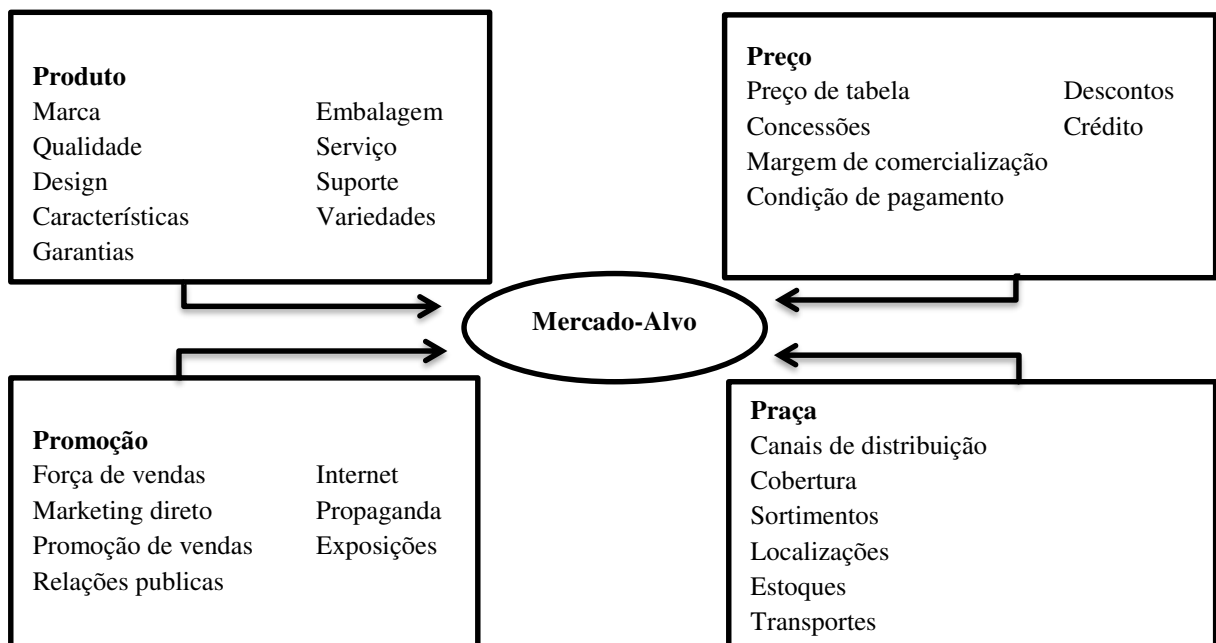 Produto
Marca Embalagem
Qualidade Serviço
Design Suporte
Características Variedades
Garantias
Preço
Preço de tabela Descontos
Concessões Crédito
Margem de comercialização
Condição de pagamento
Mercado-Alvo
Promoção
Força de vendas Internet
Marketing direto Propaganda
Promoção de vendas Exposições
Relações publicas
Praça
Canais de distribuição
Cobertura
Sortimentos
Localizações
Estoques
Transportes